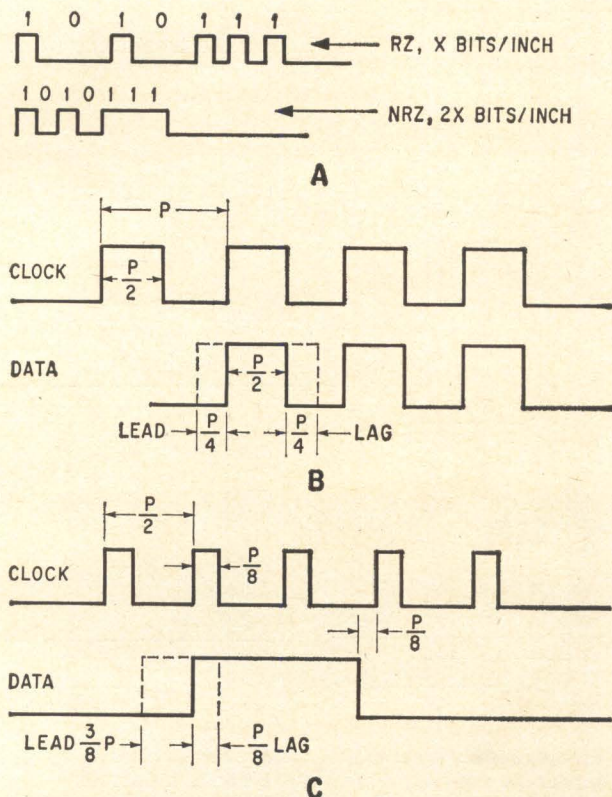 1 0 1 0 1 1 1
RZ, X BITS/INCH
1 0 1 0 1 1 1
NRZ, 2X BITS/INCH
A
P
CLOCK
P/2
DATA
P/2
LEAD P/4 P/4 LAG
B
P/2
CLOCK
P/8
P/8
DATA
LEAD 3/8 P P/8 LAG
C